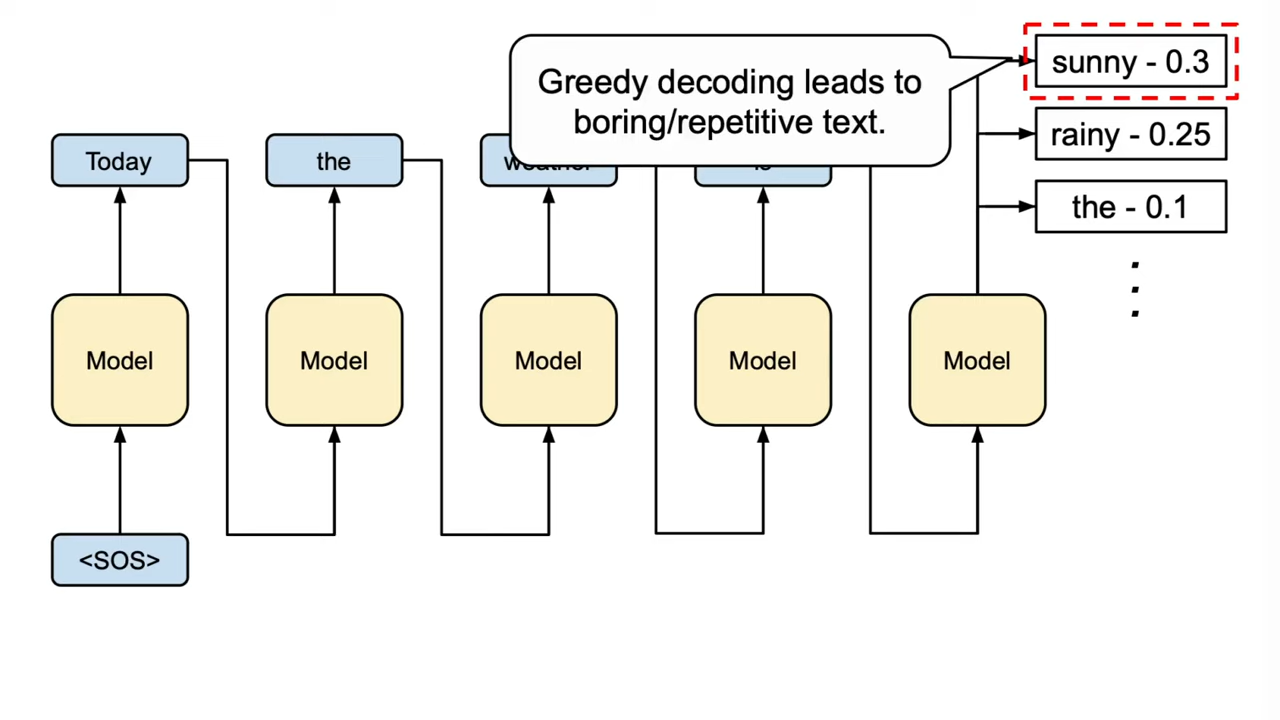 Greedy decoding leads to
boring/repetitive text.
sunny - 0.3
rainy - 0.25
the - 0.1
Today
the
Model
Model
Model
Model
Model
<SOS>